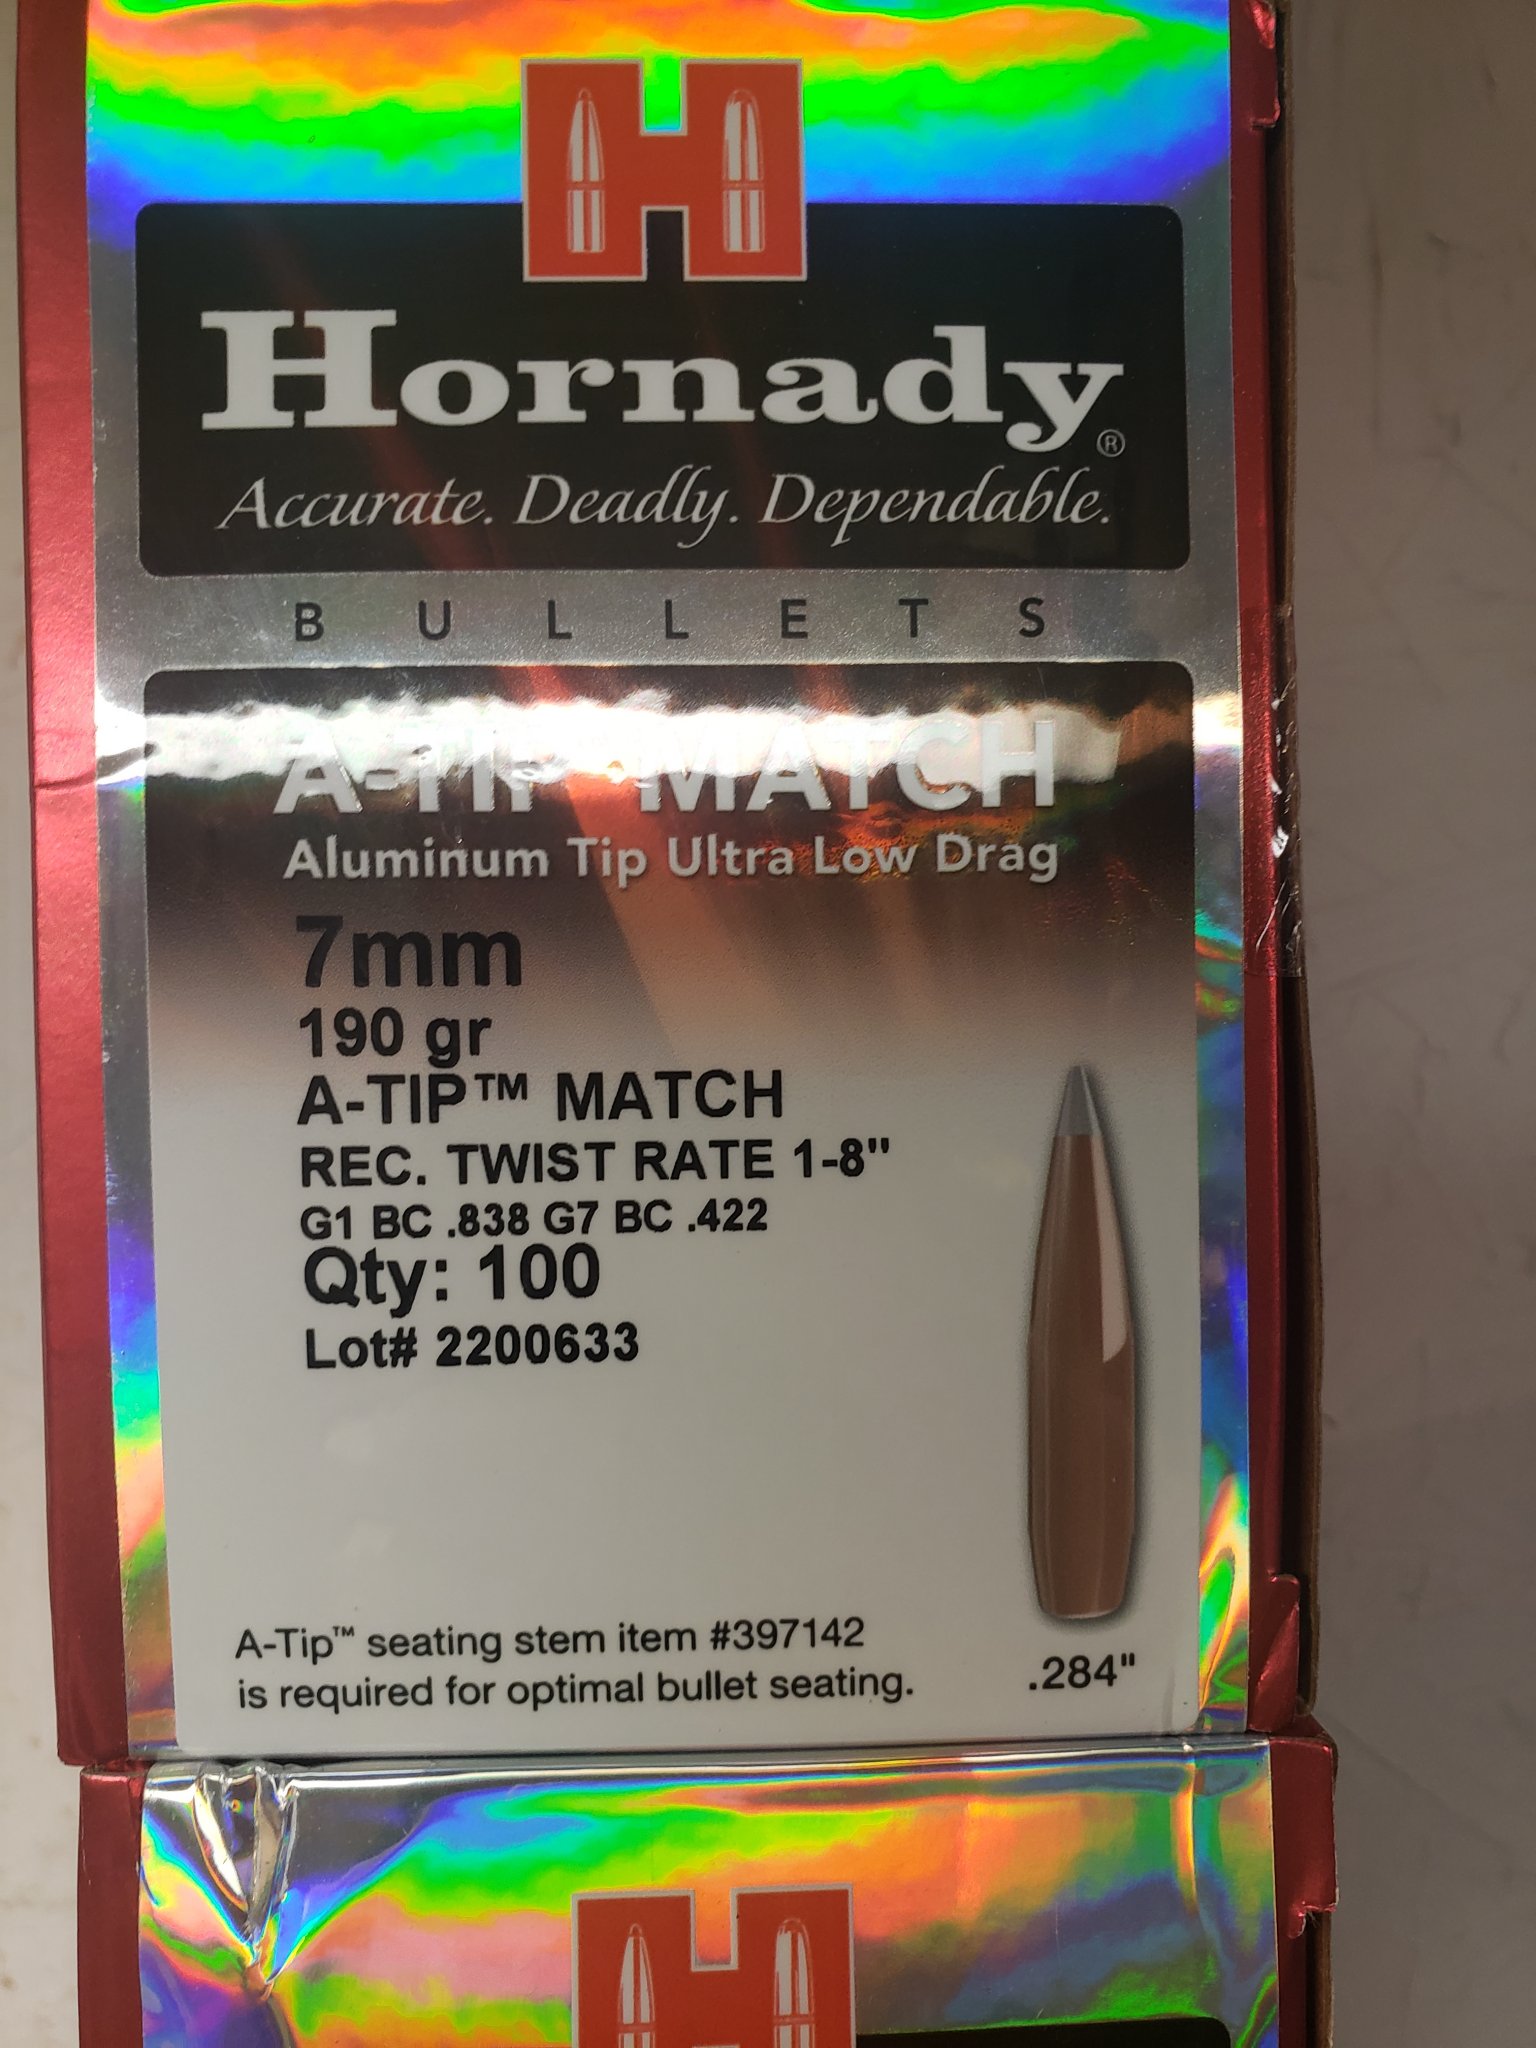 Hornady®
Accurate. Deadly. Dependable.
BULLETS
A-TIP MATCH
Aluminum Tip Ultra Low Drag
7mm
190 gr
A-TIP™ MATCH
REC. TWIST RATE 1-8"
G1 BC .838 G7 BC .422
Qty: 100
Lot# 2200633
A-Tip™ seating stem item #397142
is required for optimal bullet seating.
.284"